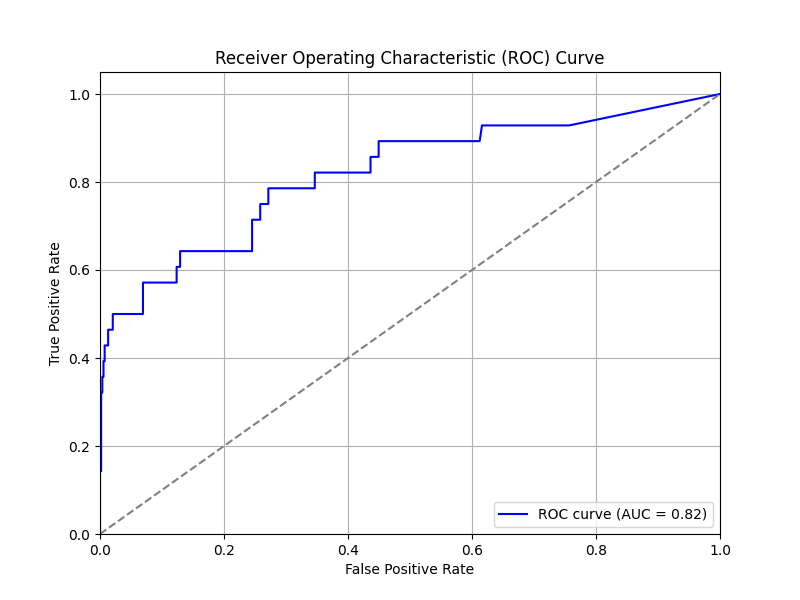 Receiver Operating Characteristic (ROC) Curve
True Positive Rate
1.0
0.8
0.6
0.4
0.2
0.0
ROC curve (AUC = 0.82)
0.0 0.2 0.4 0.6 0.8 1.0
False Positive Rate